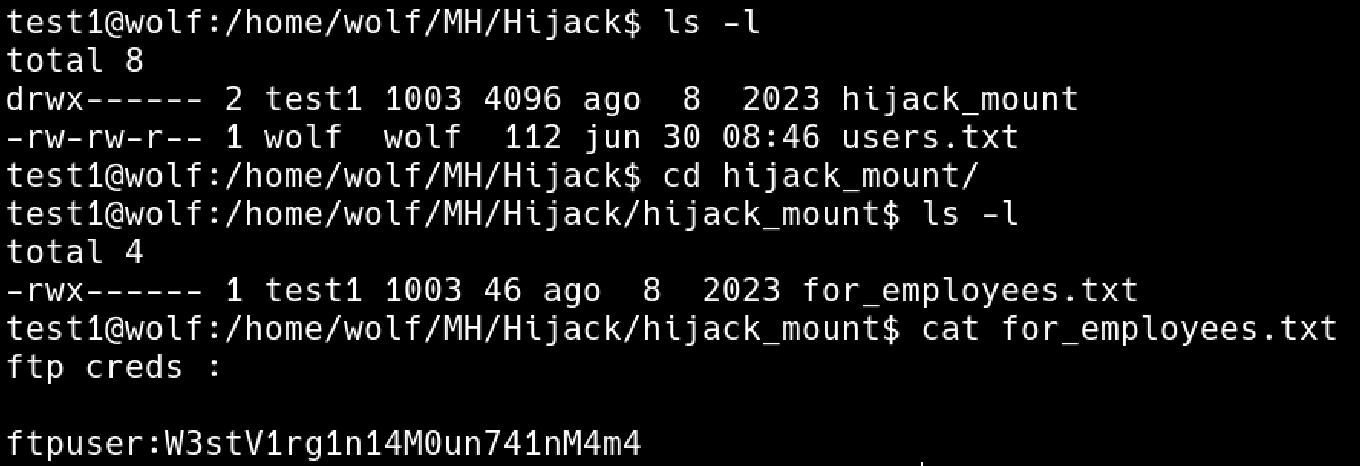 test1@wolf:/home/wolf/MH/Hijack$ ls -l
total 8
drwx------ 2 test1 1003 4096 ago  8  2023 hijack_mount
-rw-rw-r-- 1 wolf  wolf  112 jun 30 08:46 users.txt
test1@wolf:/home/wolf/MH/Hijack$ cd hijack_mount/
test1@wolf:/home/wolf/MH/Hijack/hijack_mount$ ls -l
total 4
-rwx------ 1 test1 1003 46 ago  8  2023 for_employees.txt
test1@wolf:/home/wolf/MH/Hijack/hijack_mount$ cat for_employees.txt
ftp creds :

ftpuser:W3stV1rg1n14M0un741nM4m4